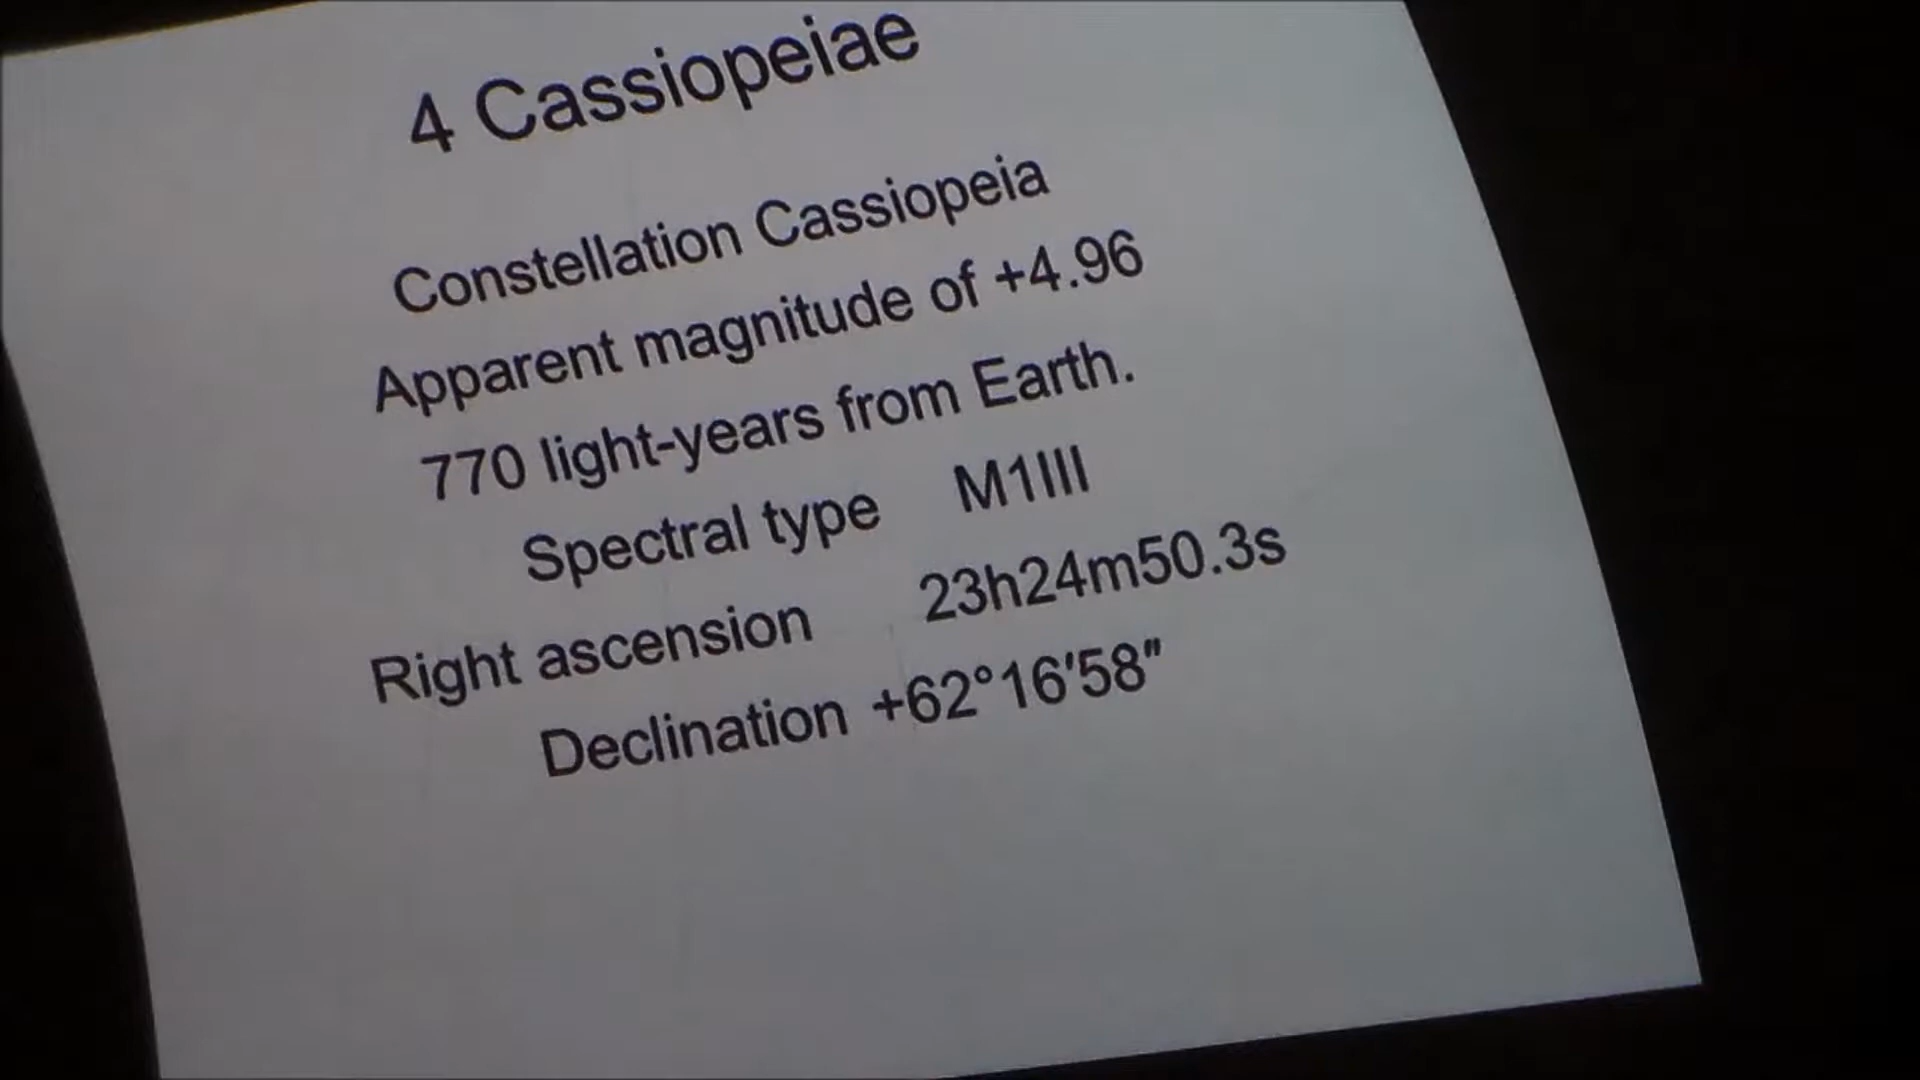 4 Cassiopeiae
Constellation Cassiopeia
Apparent magnitude of +4.96
770 light-years from Earth.
Spectral type M1III
Right ascension 23h24m50.3s
Declination +62°16′58″